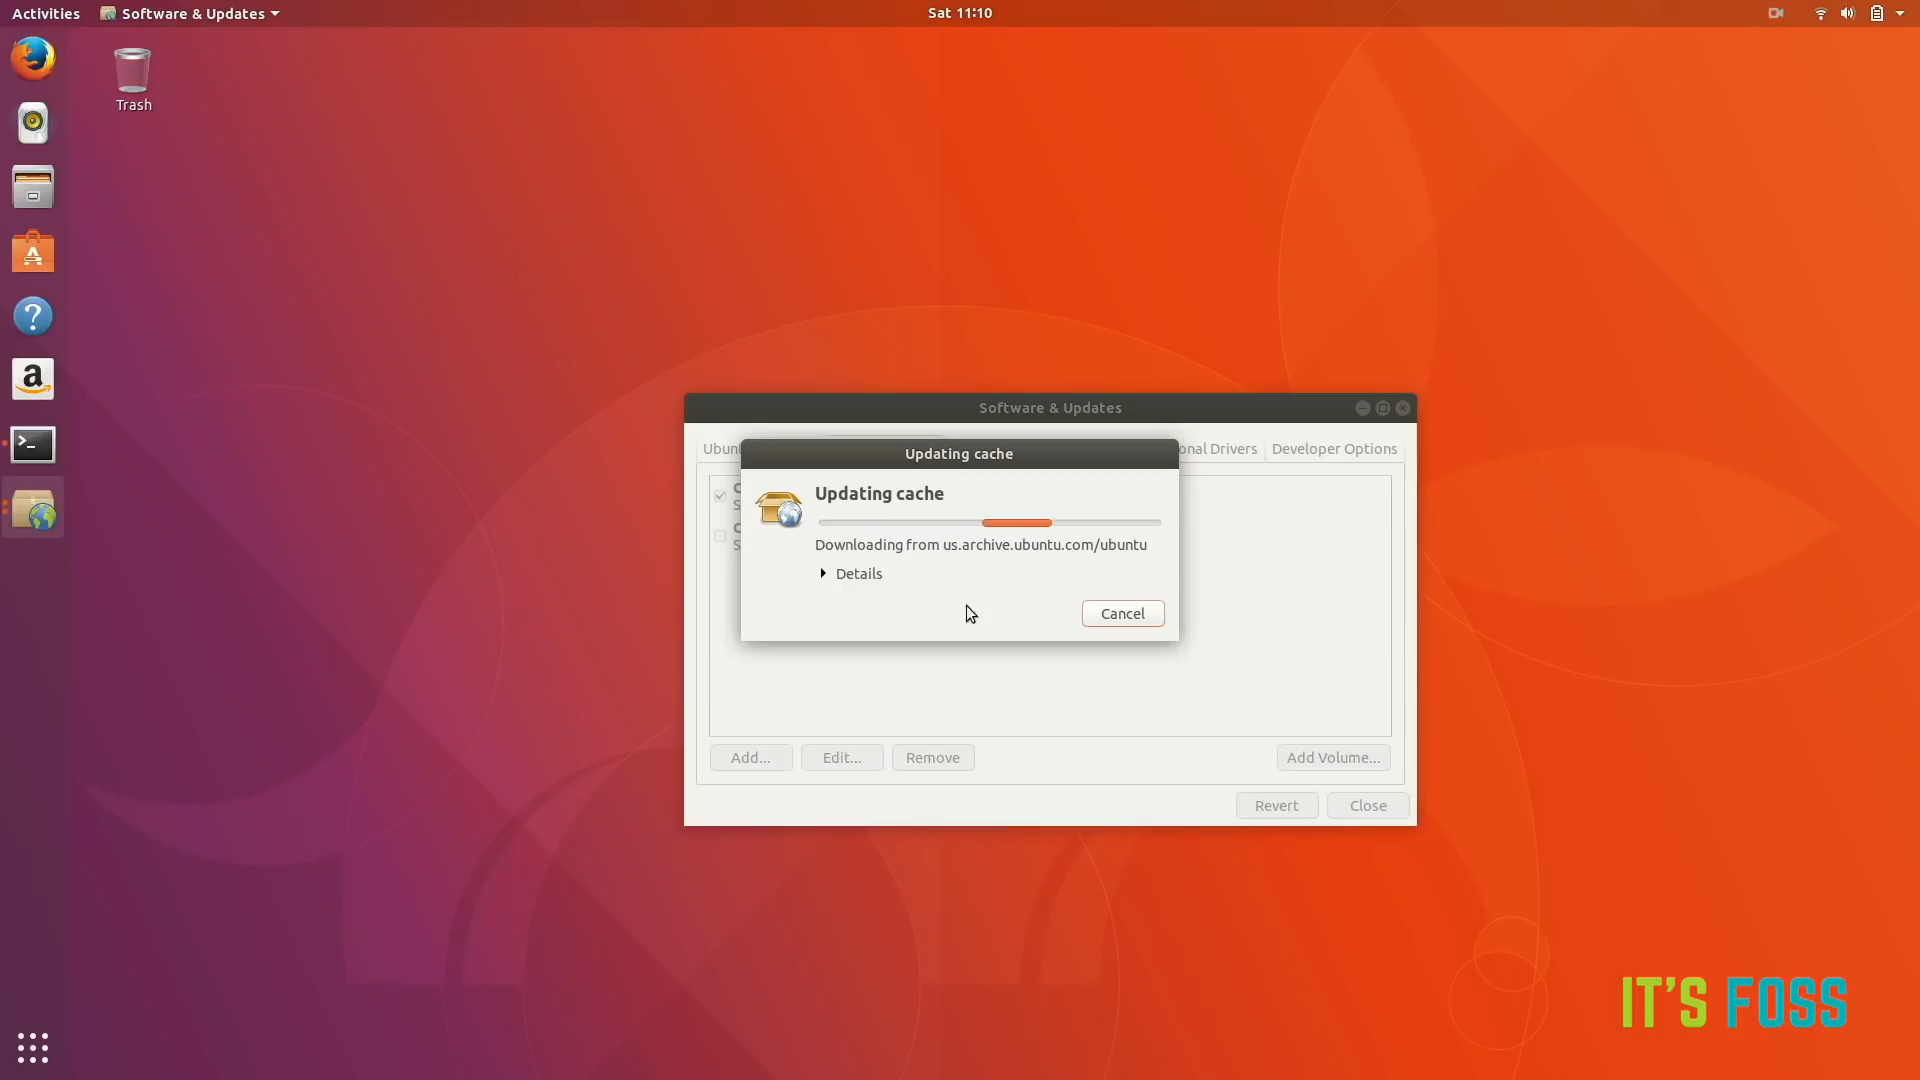 Activities
Software & Updates
Sat 11:10
Trash
Software & Updates
Ubun
onal Drivers
Developer Options
Updating cache
Updating cache
Downloading from us.archive.ubuntu.com/ubuntu
Details
Cancel
Add...
Edit...
Remove
Add Volume...
Revert
Close
IT'S FOSS